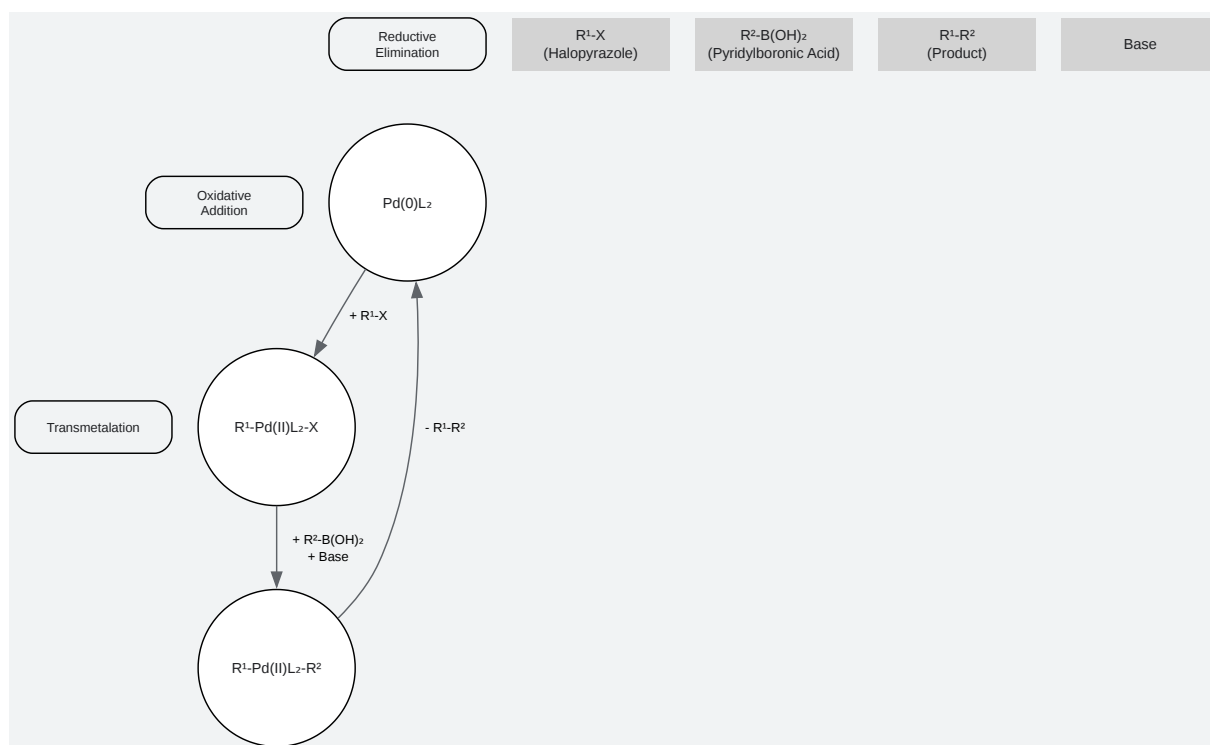 Reductive
Elimination
R¹-X
(Halopyrazole)
R²-B(OH)₂
(Pyridylboronic Acid)
R¹-R²
(Product)
Base
Oxidative
Addition
Pd(0)L₂
+ R¹-X
Transmetalation
R¹-Pd(II)L₂-X
- R¹-R²
+ R²-B(OH)₂
+ Base
R¹-Pd(II)L₂-R²